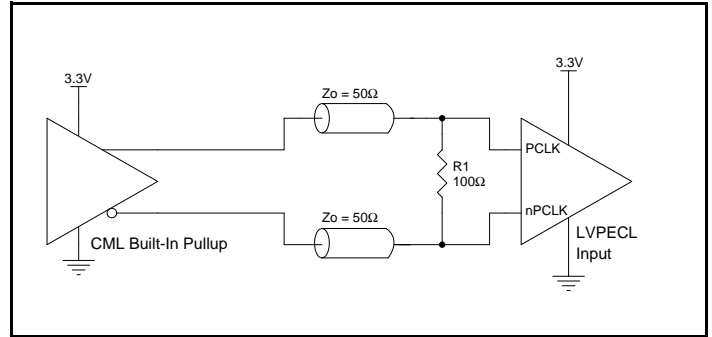 3.3V
3.3V
Zo = 50Ω
PCLK
R1
100Ω
Zo = 50Ω
nPCLK
CML Built-In Pullup
LVPECL
Input